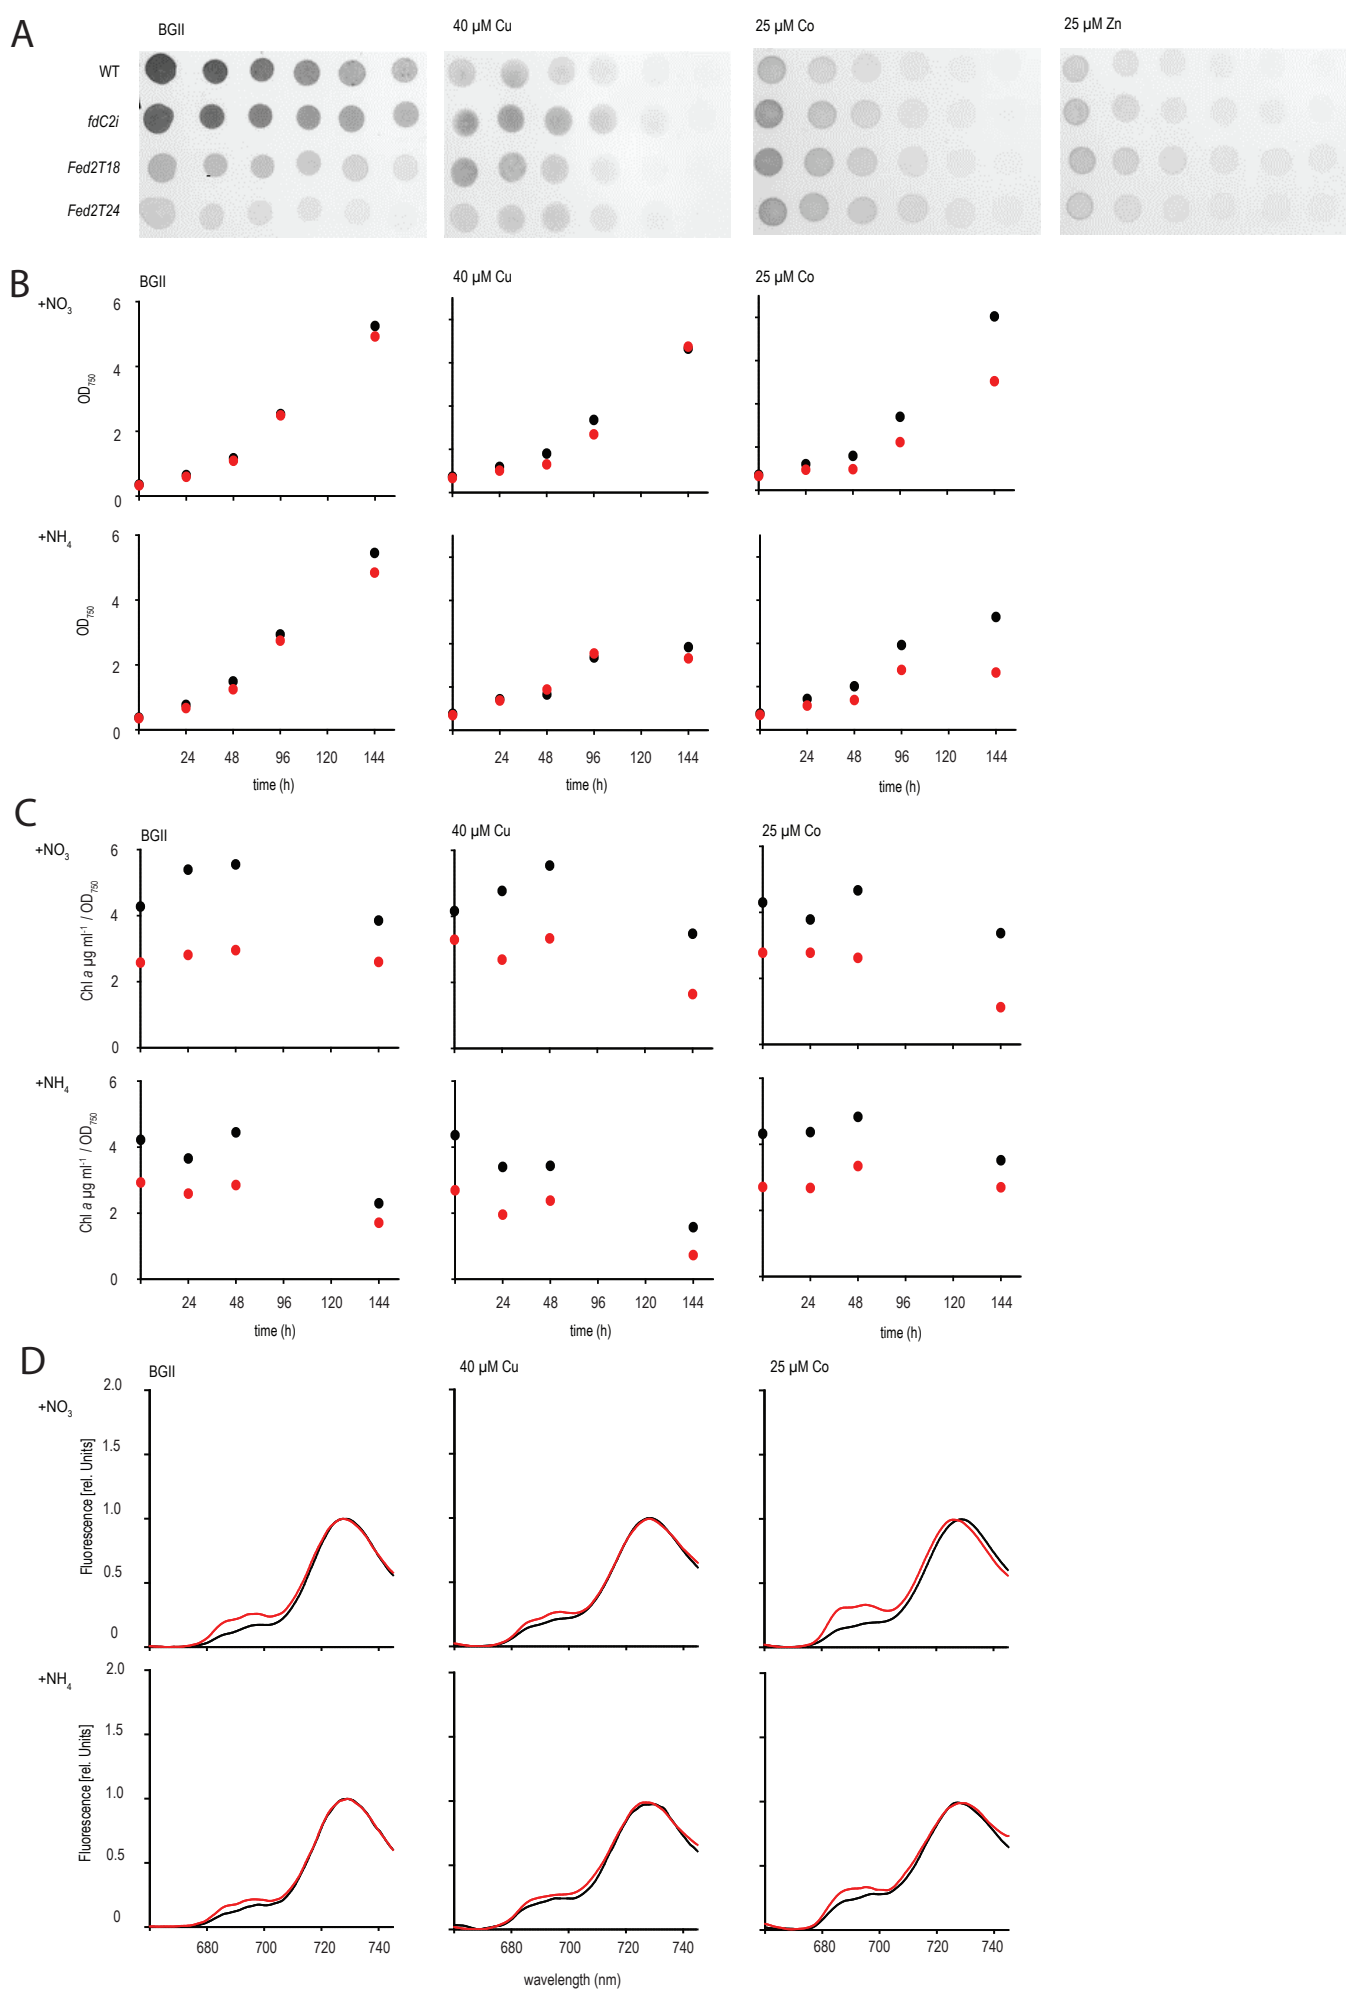 A
BGII
40 µM Cu
25 µM Co
25 µM Zn
WT
fdC2i
Fed2T18
Fed2T24
B
BGII
40 µM Cu
25 µM Co
+NO3
6
4
2
0
OD750
+NH4
6
4
2
0
OD750
24 48 96 120 144
24 48 96 120 144
24 48 96 120 144
time (h)
time (h)
time (h)
C
BGII
40 µM Cu
25 µM Co
+NO3
6
4
2
0
Chl a µg ml-1 / OD750
+NH4
6
4
2
0
Chl a µg ml-1 / OD750
24 48 96 120 144
24 48 96 120 144
24 48 96 120 144
time (h)
time (h)
time (h)
D
BGII
40 µM Cu
25 µM Co
+NO3
2.0
1.5
1.0
0.5
0
Fluorescence [rel. Units]
+NH4
2.0
1.5
1.0
0.5
0
Fluorescence [rel. Units]
680 700 720 740
680 700 720 740
680 700 720 740
wavelength (nm)